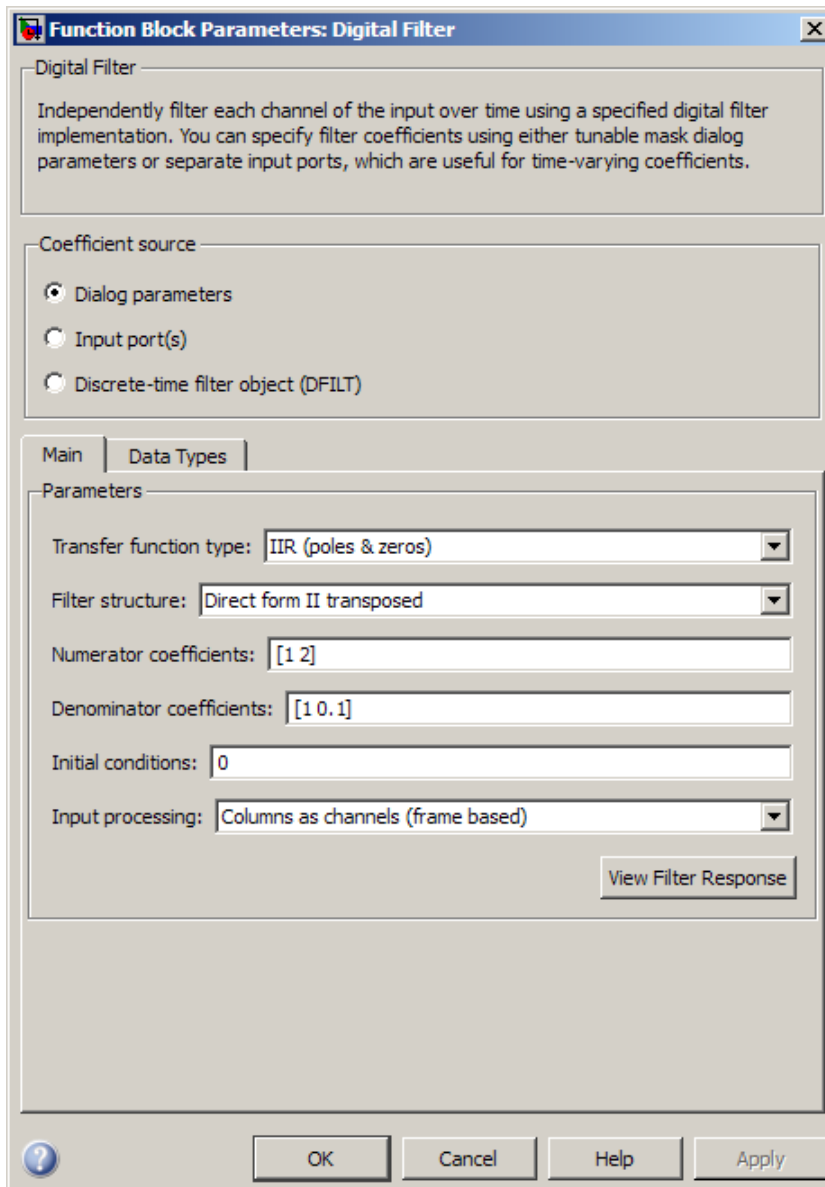 Function Block Parameters: Digital Filter
Digital Filter
Independently filter each channel of the input over time using a specified digital filter
implementation. You can specify filter coefficients using either tunable mask dialog
parameters or separate input ports, which are useful for time-varying coefficients.
Coefficient source
Dialog parameters
Input port(s)
Discrete-time filter object (DFILT)
Main Data Types
Parameters
Transfer function type: IIR (poles & zeros)
Filter structure: Direct form II transposed
Numerator coefficients: [1 2]
Denominator coefficients: [1 0.1]
Initial conditions: 0
Input processing: Columns as channels (frame based)
View Filter Response
? OK Cancel Help Apply